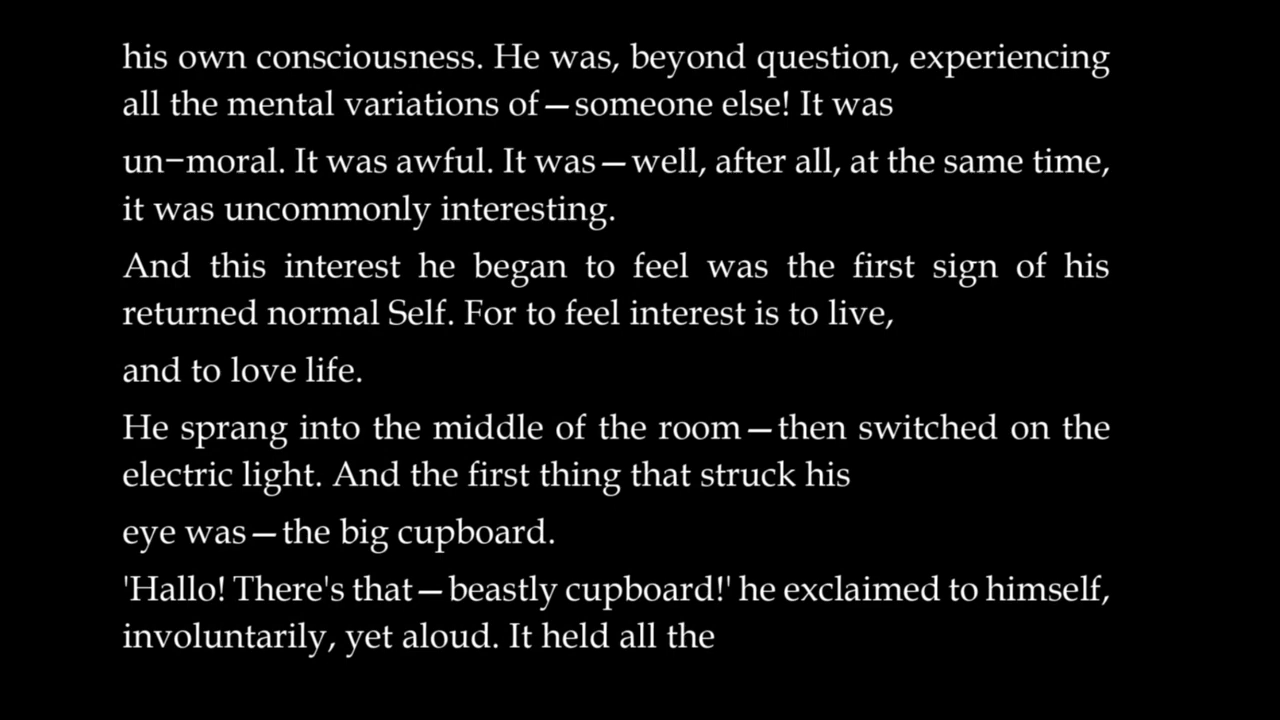 his own consciousness. He was, beyond question, experiencing
all the mental variations of—someone else! It was
un−moral. It was awful. It was—well, after all, at the same time,
it was uncommonly interesting.
And this interest he began to feel was the first sign of his
returned normal Self. For to feel interest is to live,
and to love life.
He sprang into the middle of the room—then switched on the
electric light. And the first thing that struck his
eye was—the big cupboard.
'Hallo! There's that—beastly cupboard!' he exclaimed to himself,
involuntarily, yet aloud. It held all the